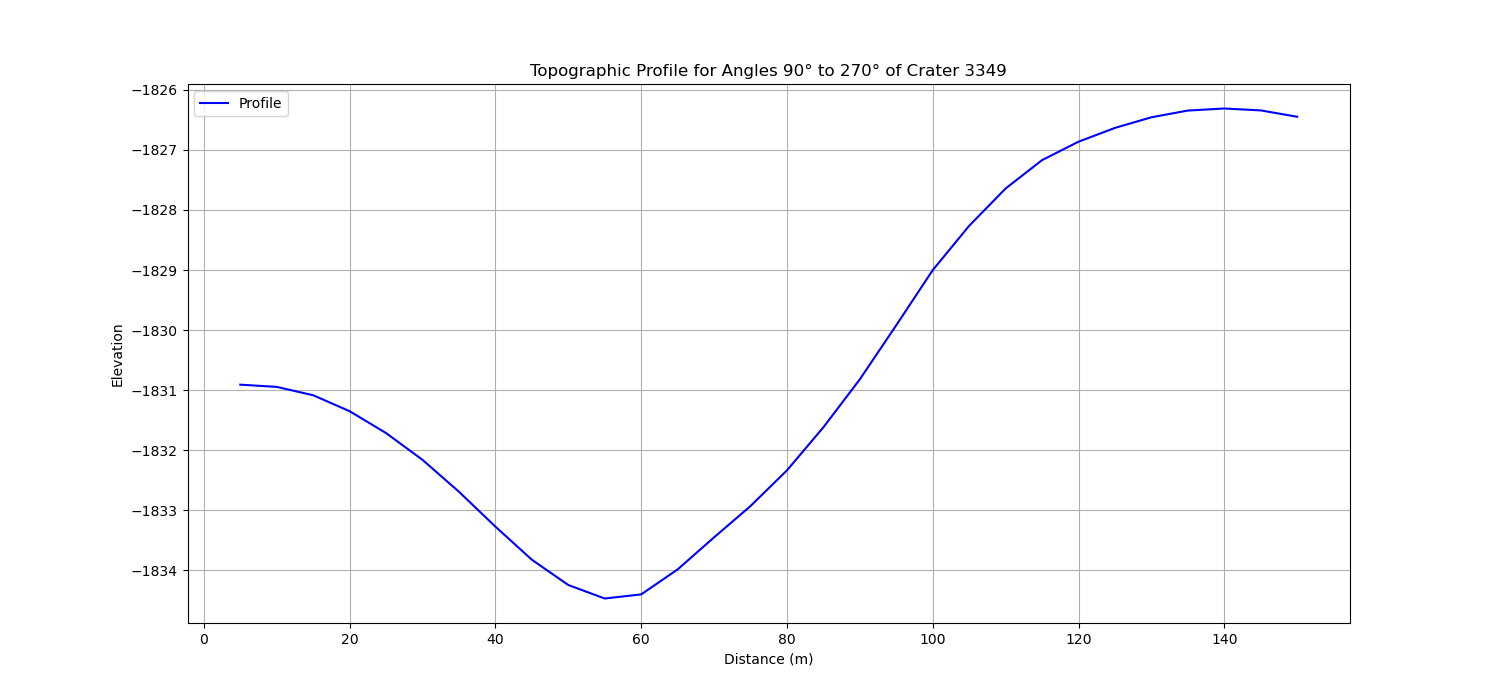 Topographic Profile for Angles 90° to 270° of Crater 3349
Profile
−1826
−1827
−1828
−1829
−1830
−1831
−1832
−1833
−1834
Elevation
0 20 40 60 80 100 120 140
Distance (m)